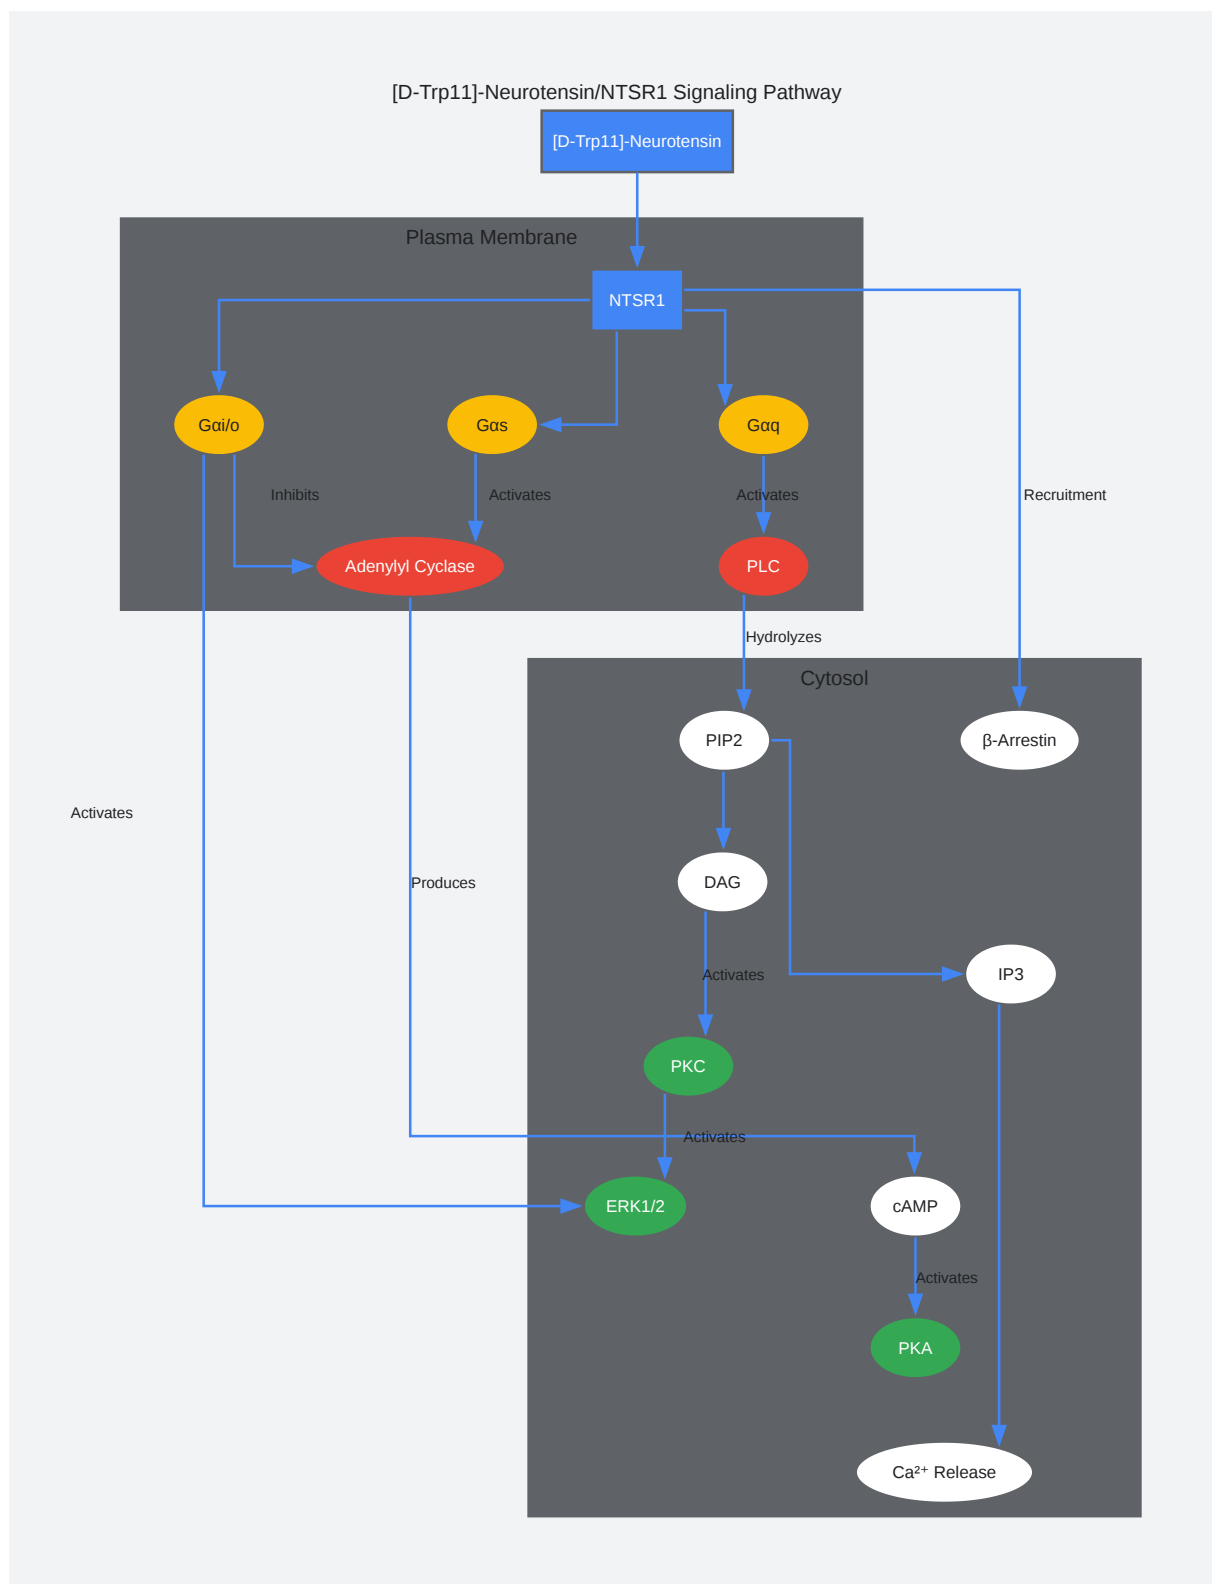 [D-Trp11]-Neurotensin/NTSR1 Signaling Pathway
[D-Trp11]-Neurotensin
Plasma Membrane
NTSR1
Gαi/o
Gαs
Gαq
Inhibits
Activates
Activates
Recruitment
Adenylyl Cyclase
PLC
Hydrolyzes
Cytosol
PIP2
β-Arrestin
Activates
Produces
DAG
Activates
IP3
PKC
Activates
ERK1/2
cAMP
Activates
PKA
Ca²⁺ Release